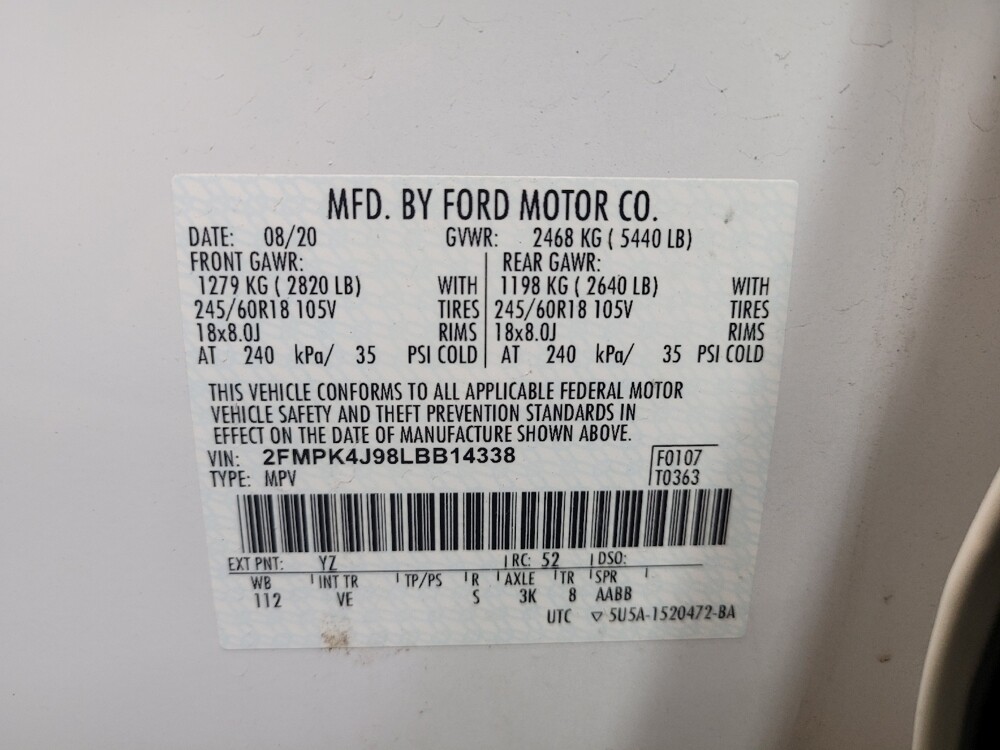 MFD. BY FORD MOTOR CO.
DATE: 08/20 GVWR: 2468 KG ( 5440 LB)
FRONT GAWR: REAR GAWR:
1279 KG ( 2820 LB) WITH 1198 KG ( 2640 LB) WITH
245/60R18 105V TIRES 245/60R18 105V TIRES
18x8.0J RIMS 18x8.0J RIMS
AT 240 kPa/ 35 PSI COLD AT 240 kPa/ 35 PSI COLD
THIS VEHICLE CONFORMS TO ALL APPLICABLE FEDERAL MOTOR
VEHICLE SAFETY AND THEFT PREVENTION STANDARDS IN
EFFECT ON THE DATE OF MANUFACTURE SHOWN ABOVE.
VIN: 2FMPK4J98LBB14338 F0107
TYPE: MPV T0363
EXT PNT: YZ RC: 52 DSO:
WB INT TR TP/PS R AXLE TR SPR
112 VE S 3K 8 AABB
UTC ▽ 5U5A-1520472-BA